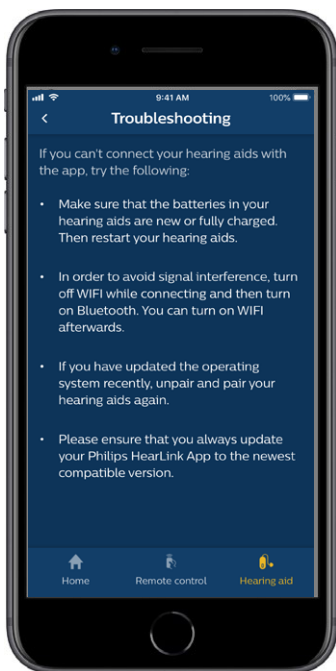 9:41 AM
100%
Troubleshooting
If you can't connect your hearing aids with
the app, try the following:
• Make sure that the batteries in your
hearing aids are new or fully charged.
Then restart your hearing aids.
• In order to avoid signal interference, turn
off WIFI while connecting and then turn
on Bluetooth. You can turn on WIFI
afterwards.
• If you have updated the operating
system recently, unpair and pair your
hearing aids again.
• Please ensure that you always update
your Philips HearLink App to the newest
compatible version.
Home
Remote control
Hearing aid